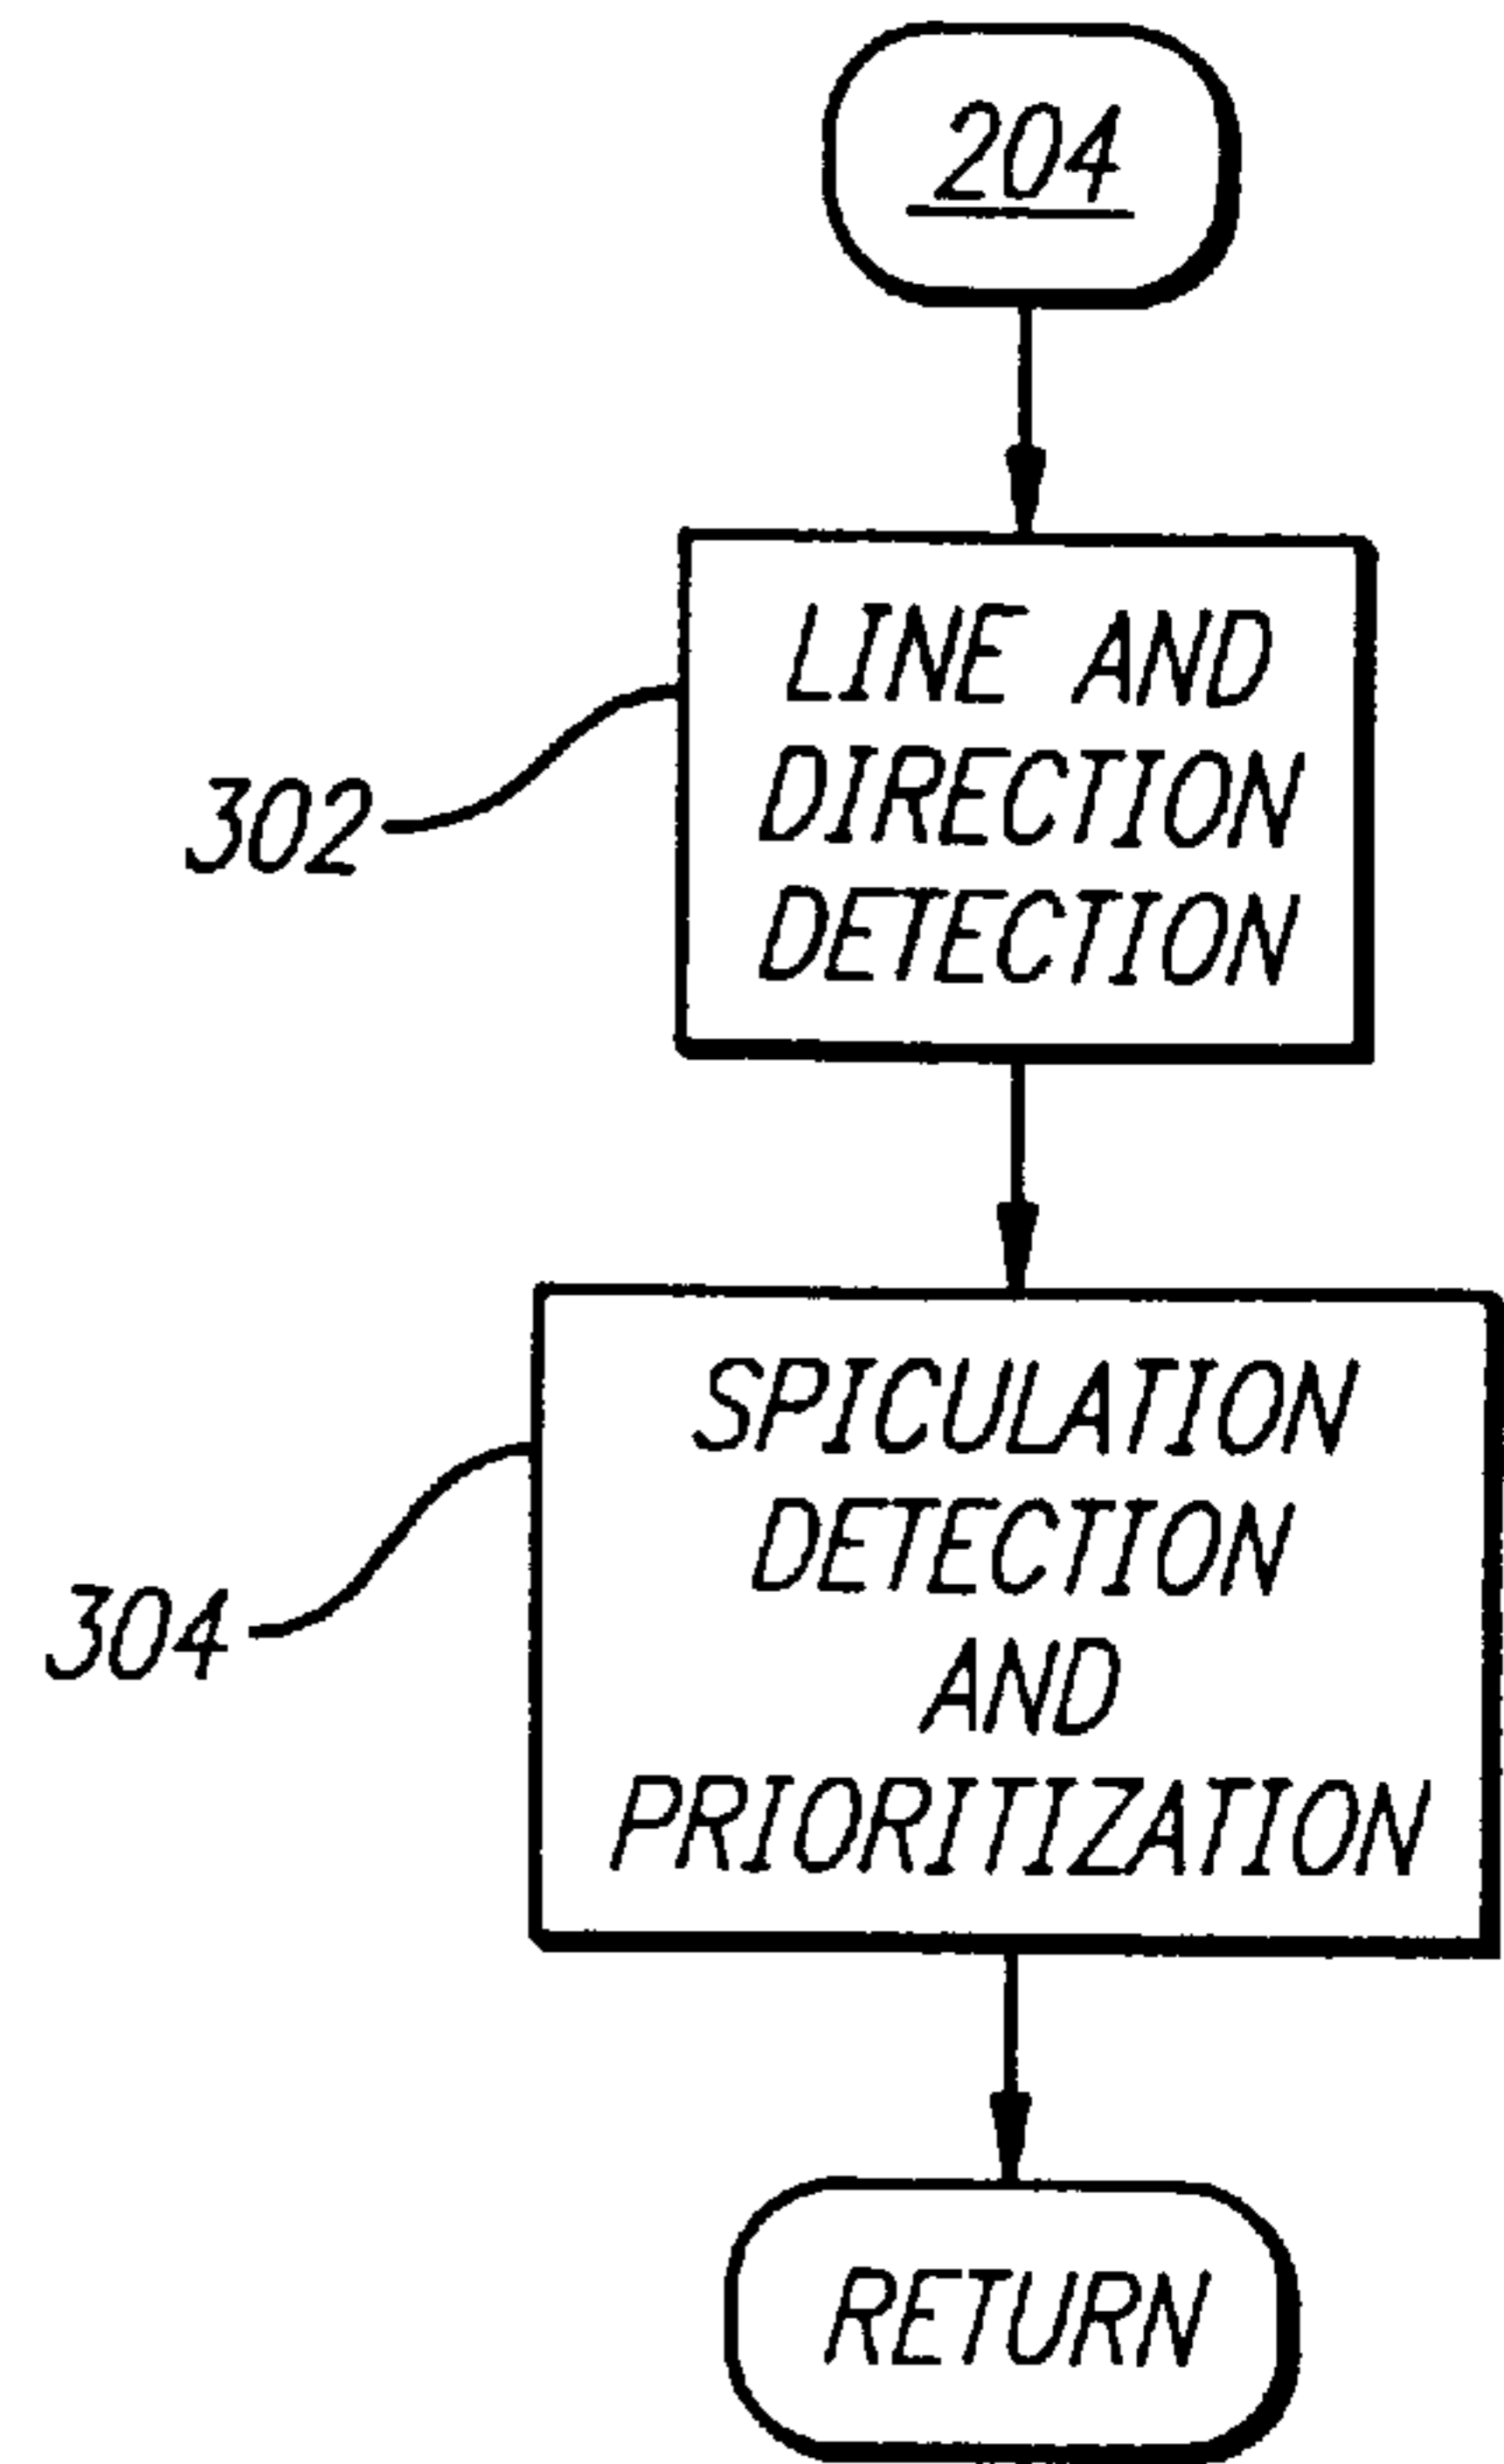 204
LINE AND
DIRECTION
DETECTION
302
SPICULATION
DETECTION
AND
PRIORITIZATION
304
RETURN